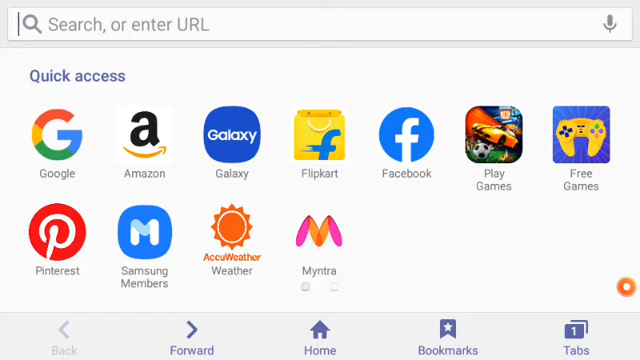 Search, or enter URL
Quick access
Galaxy
Google
Amazon
Galaxy
Flipkart
Facebook
Play
Games
Free
Games
AccuWeather
Pinterest
Samsung
Members
Weather
Myntra
1
Back
Forward
Home
Bookmarks
Tabs